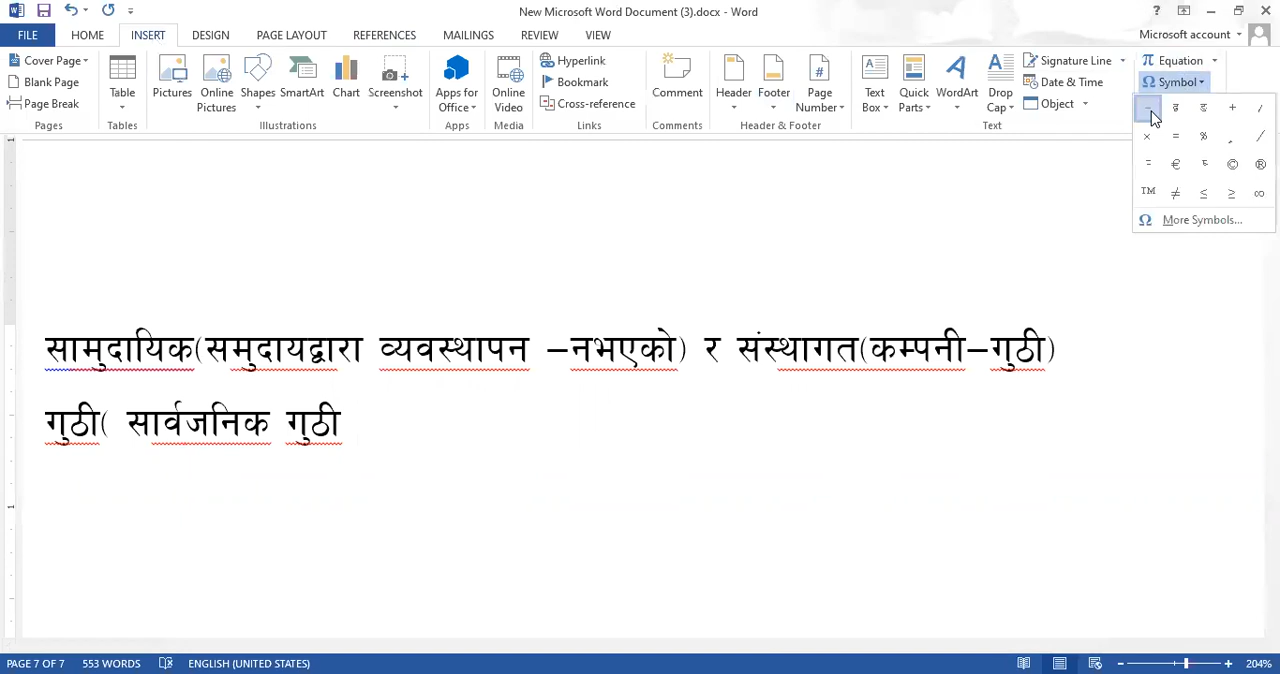 New Microsoft Word Document (3).docx - Word
FILE HOME INSERT DESIGN PAGE LAYOUT REFERENCES MAILINGS REVIEW VIEW Microsoft account
Cover Page
Blank Page
Page Break
Table
Pictures
Online Pictures
Shapes
SmartArt
Chart
Screenshot
Apps for Office
Online Video
Hyperlink
Bookmark
Cross-reference
Comment
Header
Footer
Page Number
Text Box
Quick Parts
WordArt
Drop Cap
Signature Line
Date & Time
Object
Equation
Symbol
Pages Tables Illustrations Apps Media Links Comments Header & Footer Text
× = %
€ © ®
TM ≠ ≤ ≥ ∞
More Symbols...
सामुदायिक(समुदायद्वारा व्यवस्थापन –नभएको) र संस्थागत(कम्पनी–गुठी)
गुठी( सार्वजनिक गुठी
PAGE 7 OF 7 553 WORDS ENGLISH (UNITED STATES) 204%